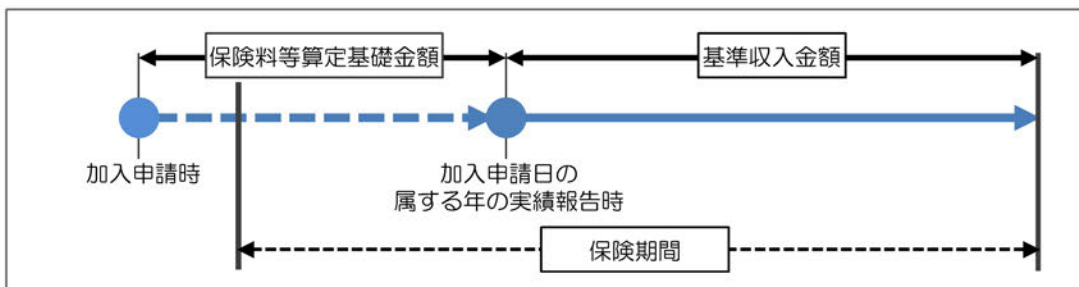 保険料等算定基礎金額
基準収入金額
加入申請時
加入申請日の
属する年の実績報告時
保険期間